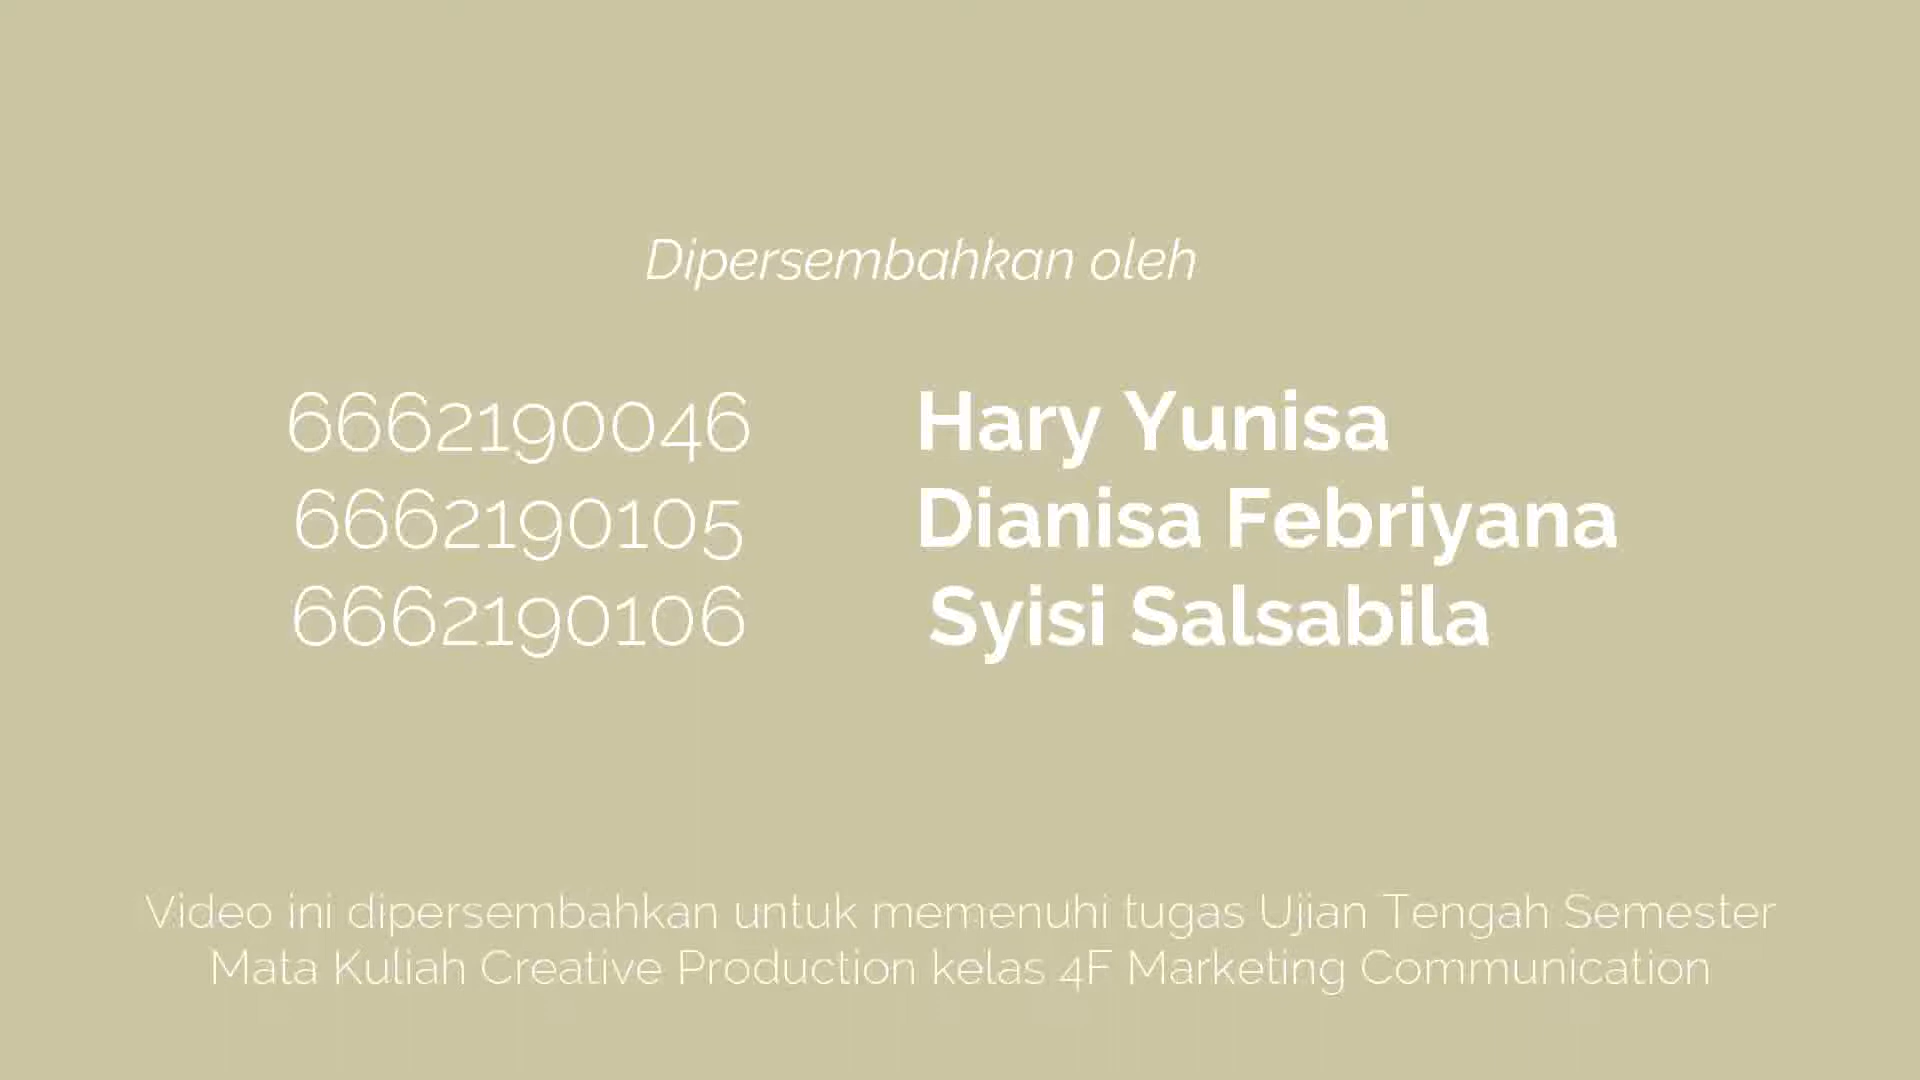 Dipersembahkan oleh
6662190046 Hary Yunisa
6662190105 Dianisa Febriyana
6662190106 Syisi Salsabila
Video ini dipersembahkan untuk memenuhi tugas Ujian Tengah Semester
Mata Kuliah Creative Production kelas 4F Marketing Communication